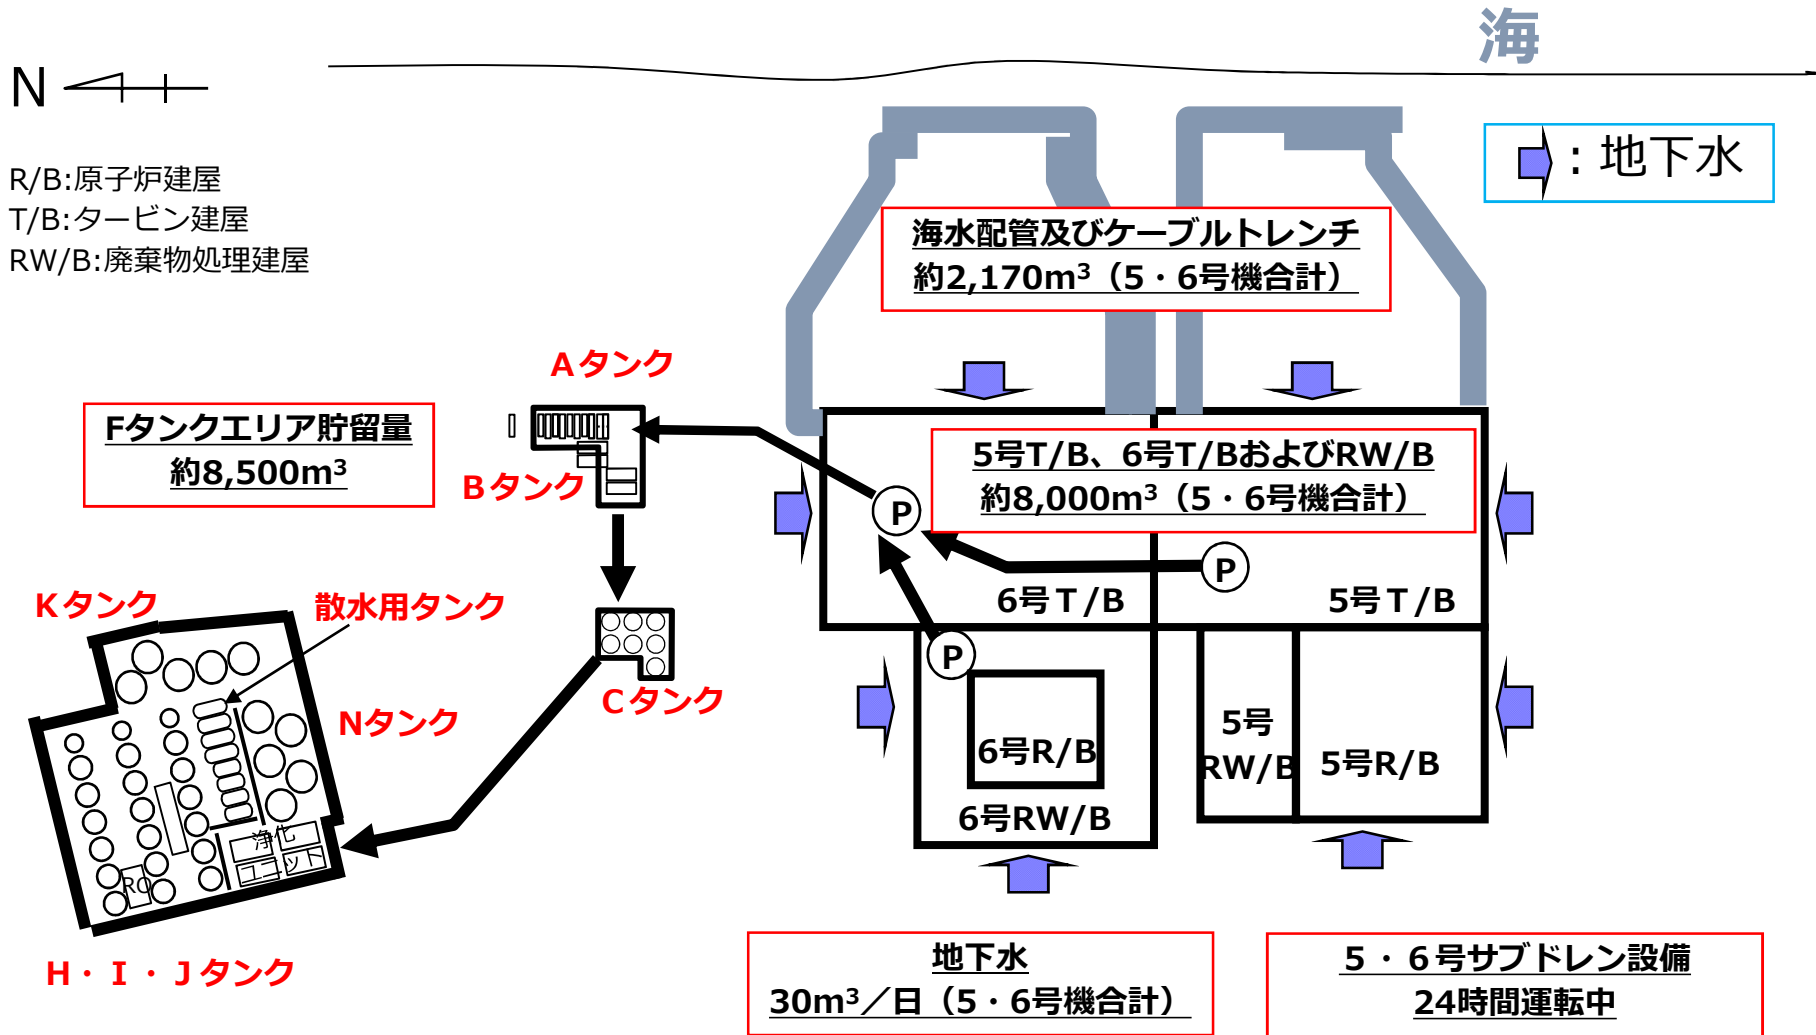 海
N
R/B:原子炉建屋
T/B:タービン建屋
RW/B:廃棄物処理建屋
：地下水
海水配管及びケーブルトレンチ
約2,170m³（5・6号機合計）
Aタンク
Fタンクエリア貯留量
約8,500m³
Bタンク
5号T/B、6号T/BおよびRW/B
約8,000m³（5・6号機合計）
P
P
6号T/B
5号T/B
Kタンク
散水用タンク
P
Cタンク
Nタンク
6号R/B
5号
RW/B
5号R/B
6号RW/B
浄化
ユニット
RO
H・I・Jタンク
地下水
30m³／日（5・6号機合計）
5・6号サブドレン設備
24時間運転中